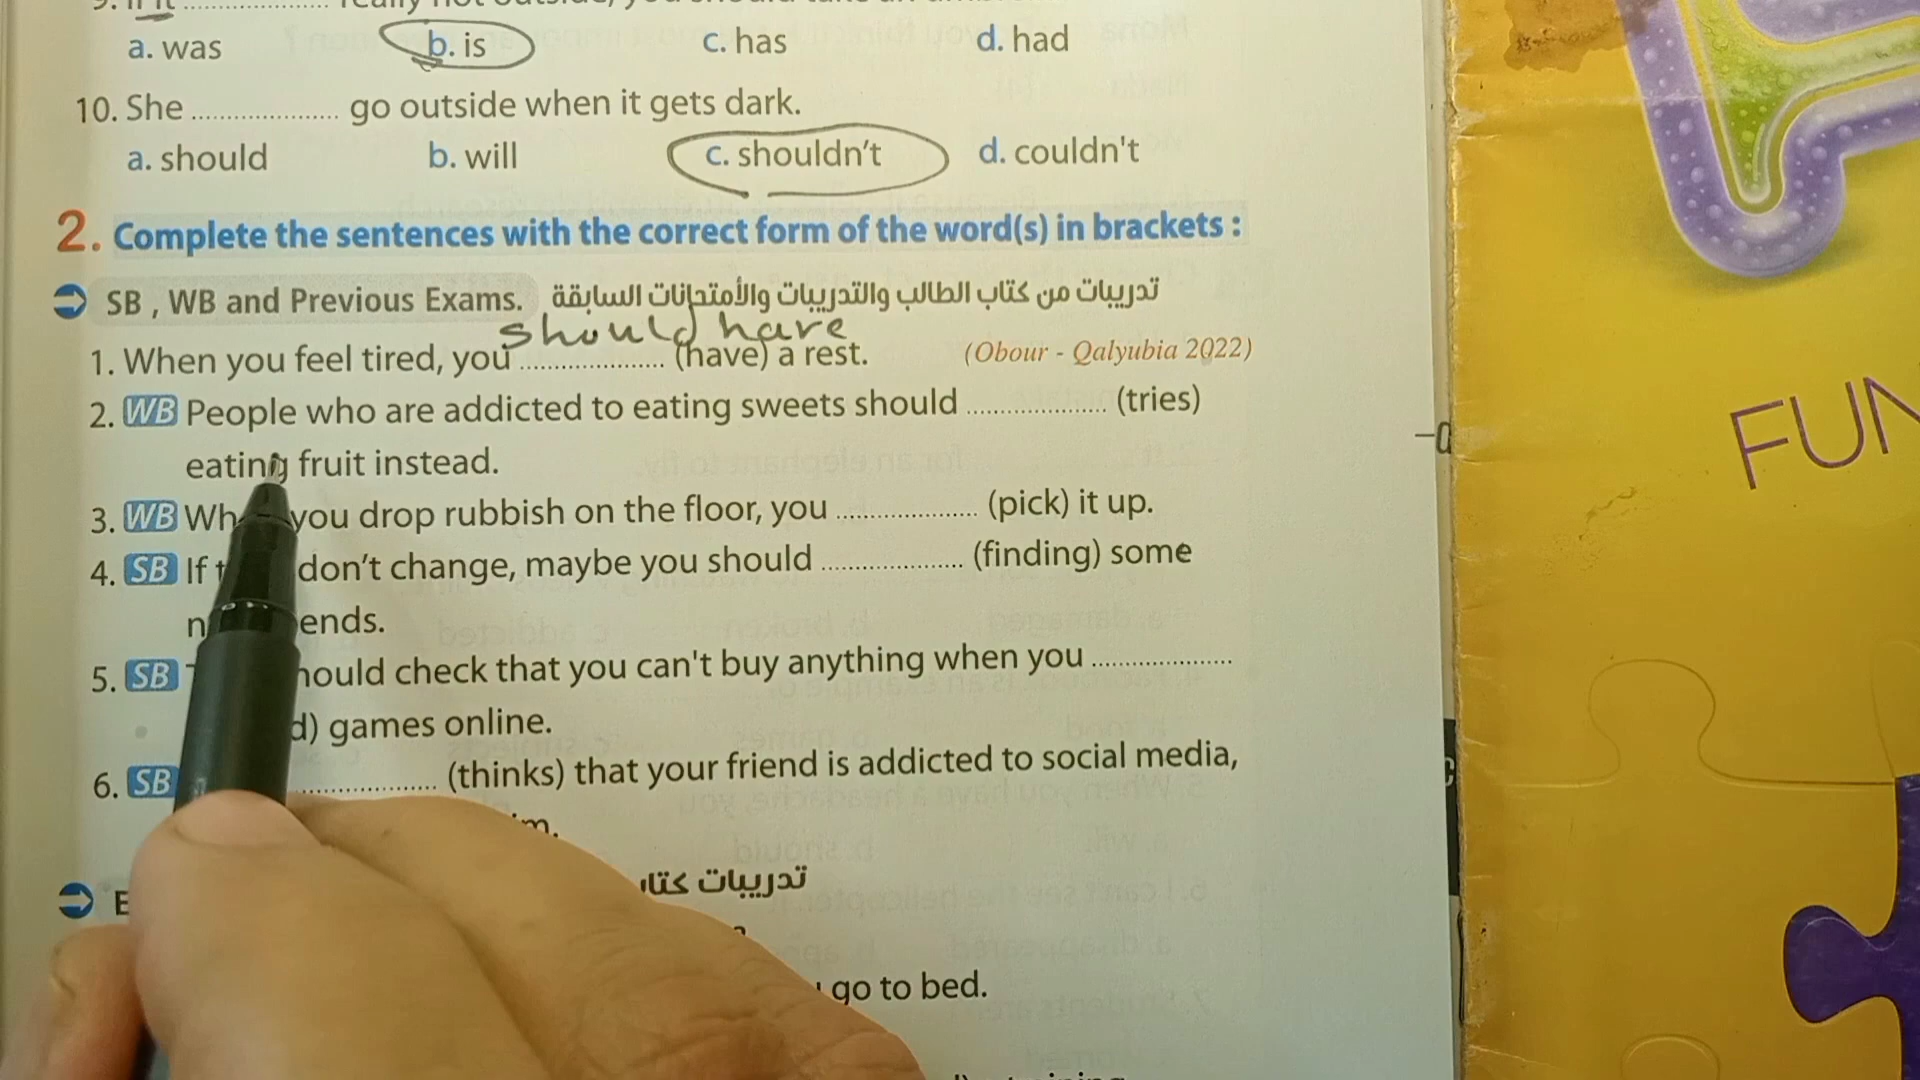 a. was b. is c. has d. had
10. She .................... go outside when it gets dark.
a. should b. will c. shouldn't d. couldn't
2. Complete the sentences with the correct form of the word(s) in brackets :
SB , WB and Previous Exams. تدريبات من كتاب الطالب والتدريبات والأمتحانات السابقة
should have
1. When you feel tired, you .................... (have) a rest. (Obour - Qalyubia 2022)
2. WB People who are addicted to eating sweets should .................... (tries)
eating fruit instead.
3. WB you drop rubbish on the floor, you .................... (pick) it up.
4. SB If don't change, maybe you should .................... (finding) some
ends.
5. SB check that you can't buy anything when you ....................
games online.
6. SB .................... (thinks) that your friend is addicted to social media,
تدريبات
go to bed.
FUN